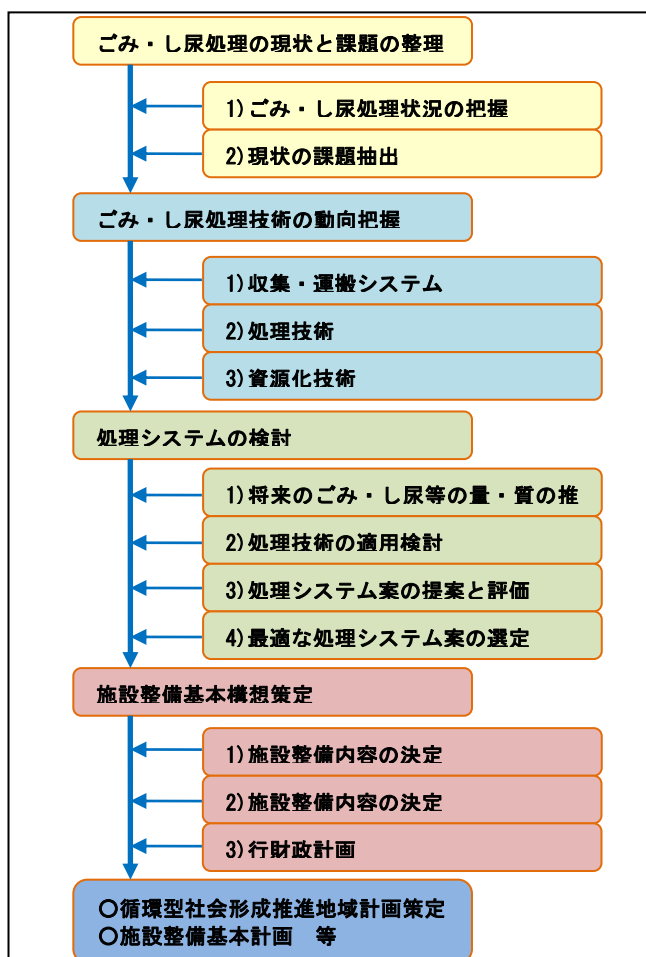 ごみ・し尿処理の現状と課題の整理
1)ごみ・し尿処理状況の把握
2)現状の課題抽出
ごみ・し尿処理技術の動向把握
1)収集・運搬システム
2)処理技術
3)資源化技術
処理システムの検討
1)将来のごみ・し尿等の量・質の推
2)処理技術の適用検討
3)処理システム案の提案と評価
4)最適な処理システム案の選定
施設整備基本構想策定
1)施設整備内容の決定
2)施設整備内容の決定
3)行財政計画
○循環型社会形成推進地域計画策定
○施設整備基本計画　等